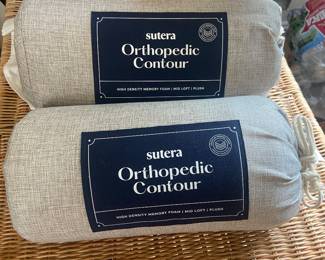 sutera
Orthopedic
Contour
HIGH DENSITY MEMORY FOAM | MID LOFT | PLUSH
sutera
Orthopedic
Contour
HIGH DENSITY MEMORY FOAM | MID LOFT | PLUSH